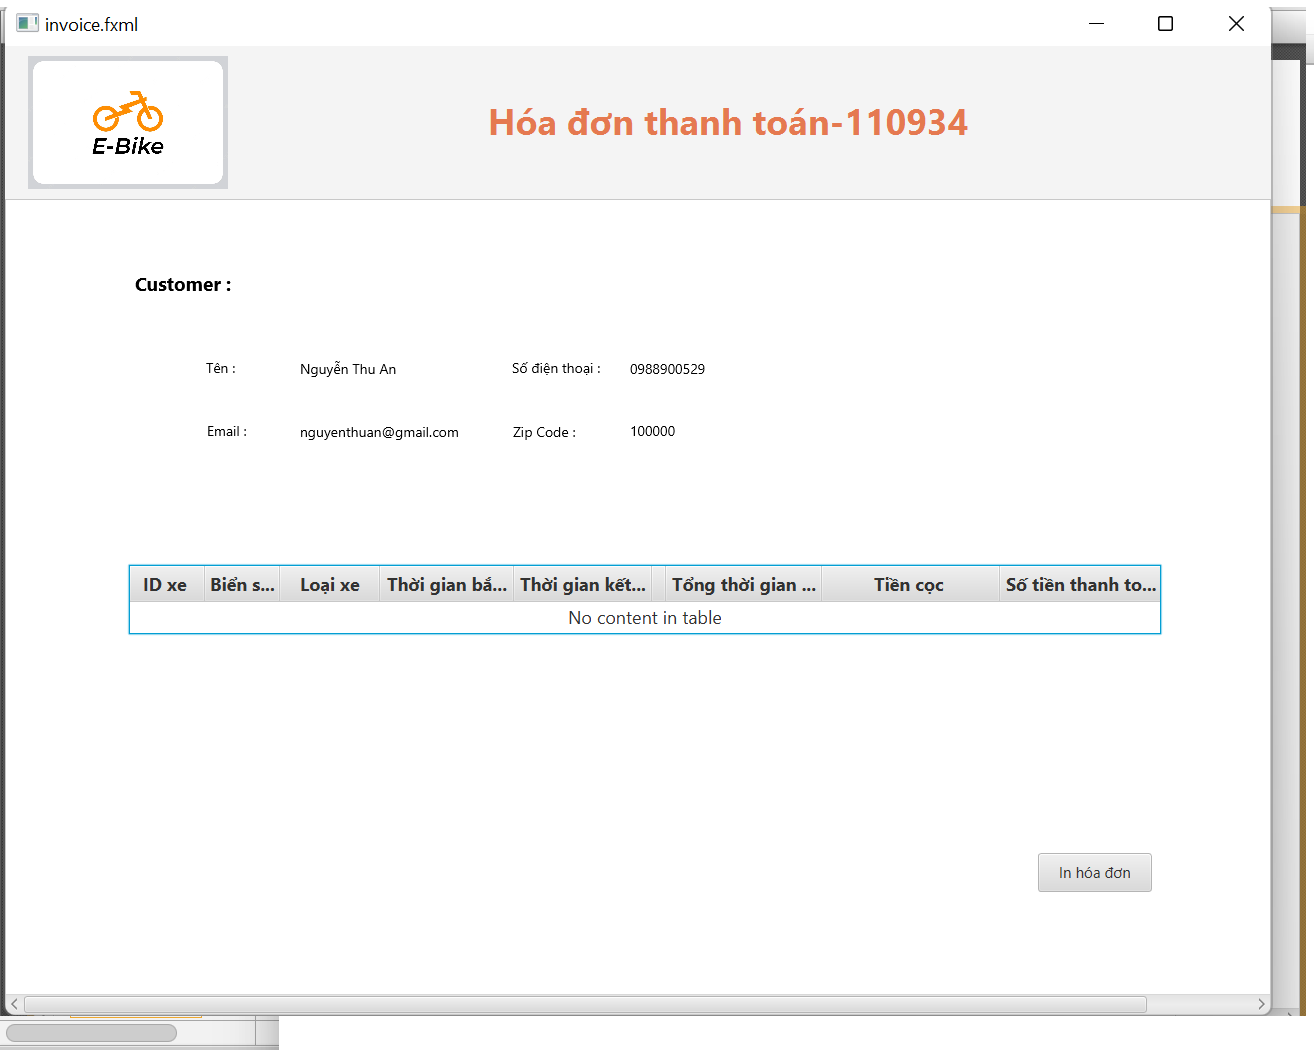 invoice.fxml
E-Bike
Hóa đơn thanh toán-110934
Customer :
Tên : Nguyễn Thu An Số điện thoại : 0988900529
Email : nguyenthuan@gmail.com Zip Code : 100000
ID xe Biển s... Loại xe Thời gian bắ... Thời gian kết... Tổng thời gian ... Tiền cọc Số tiền thanh to...
No content in table
In hóa đơn